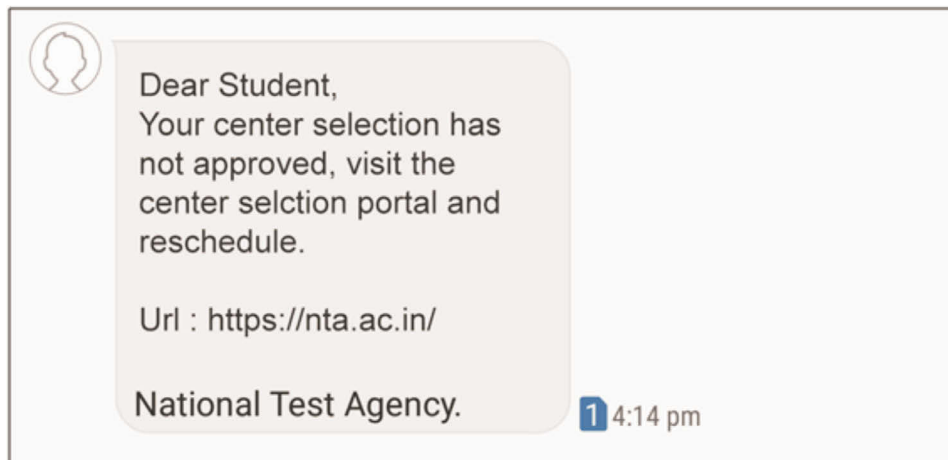 Dear Student,
Your center selection has
not approved, visit the
center selction portal and
reschedule.
Url : https://nta.ac.in/
National Test Agency.
1 4:14 pm